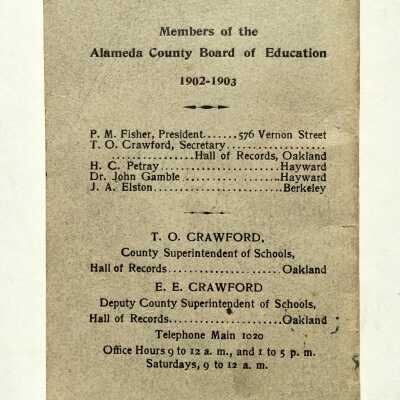 Members of the
Alameda County Board of Education
1902-1903
P. M. Fisher, President......576 Vernon Street
T. O. Crawford, Secretary..................
...............Hall of Records, Oakland
H. C. Petray......................Hayward
Dr. John Gamble ..................Hayward
J. A. Elston......................Berkeley
T. O. CRAWFORD,
County Superintendent of Schools,
Hall of Records....................Oakland
E. E. CRAWFORD
Deputy County Superintendent of Schools,
Hall of Records....................Oakland
Telephone Main 1020
Office Hours 9 to 12 a. m., and 1 to 5 p. m.
Saturdays, 9 to 12 a. m.